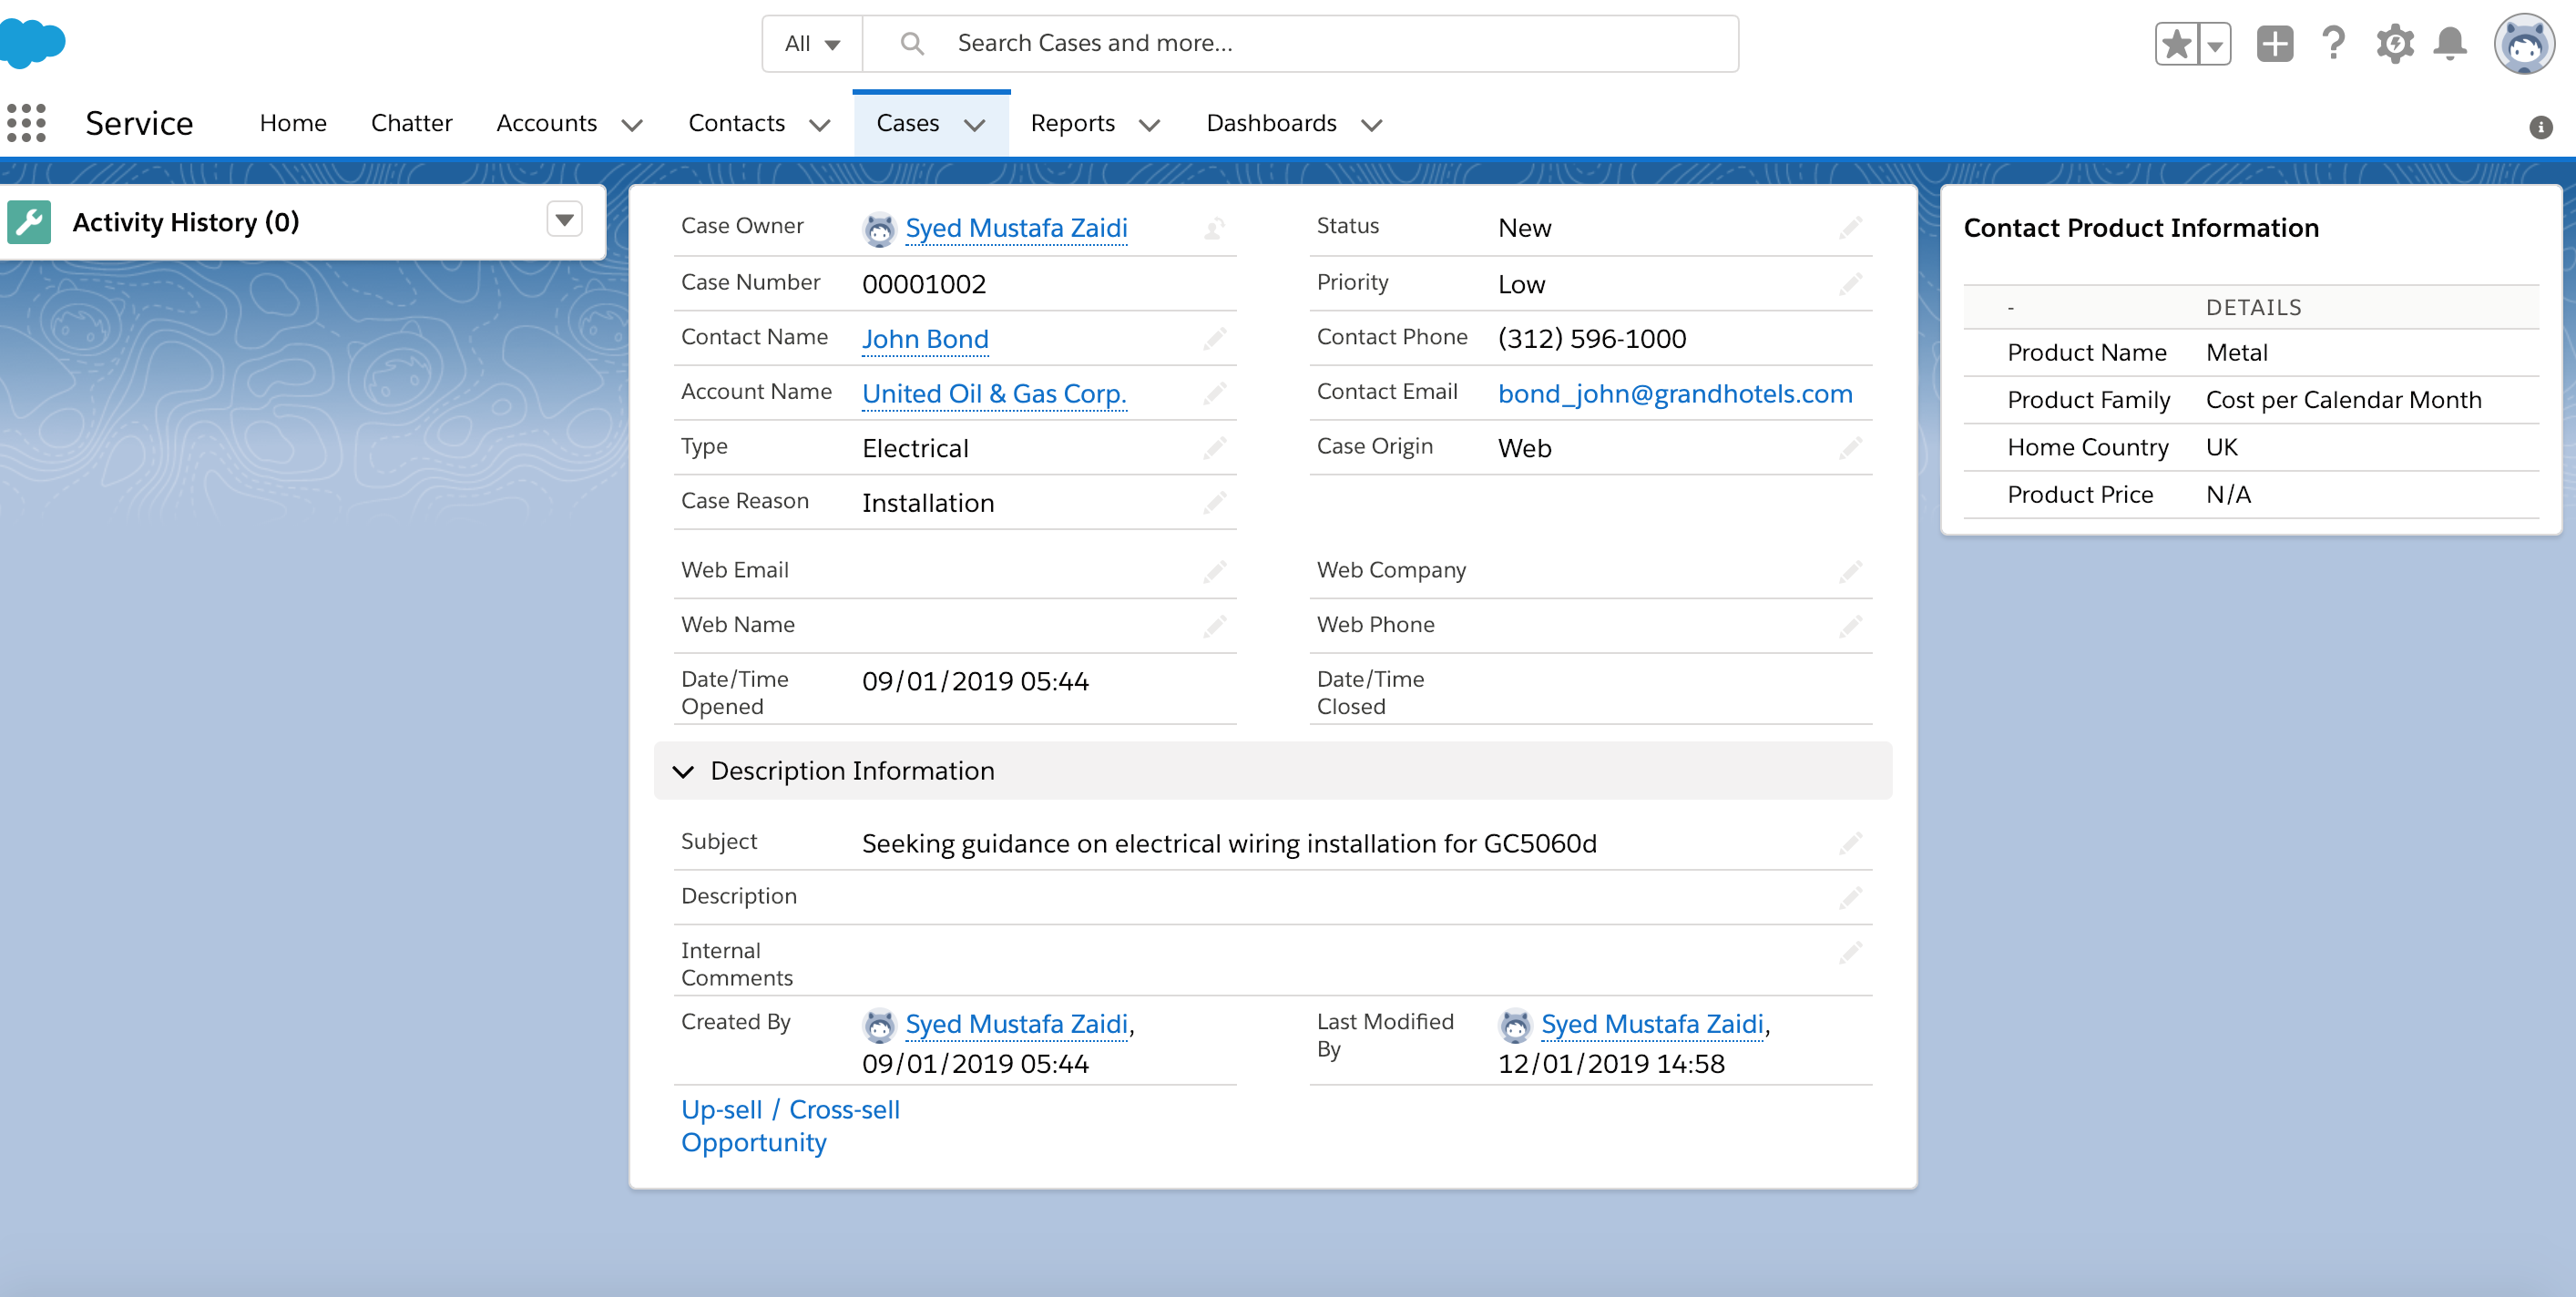 All
Search Cases and more...
Service
Home
Chatter
Accounts
Contacts
Cases
Reports
Dashboards
Activity History (0)
Case Owner
Syed Mustafa Zaidi
Status
New
Case Number
00001002
Priority
Low
Contact Name
John Bond
Contact Phone
(312) 596-1000
Account Name
United Oil & Gas Corp.
Contact Email
bond_john@grandhotels.com
Type
Electrical
Case Origin
Web
Case Reason
Installation
Web Email
Web Company
Web Name
Web Phone
Date/Time
Opened
09/01/2019 05:44
Date/Time
Closed
Description Information
Subject
Seeking guidance on electrical wiring installation for GC5060d
Description
Internal
Comments
Created By
Syed Mustafa Zaidi,
09/01/2019 05:44
Last Modified
By
Syed Mustafa Zaidi,
12/01/2019 14:58
Up-sell / Cross-sell
Opportunity
Contact Product Information
- DETAILS
Product Name Metal
Product Family Cost per Calendar Month
Home Country UK
Product Price N/A